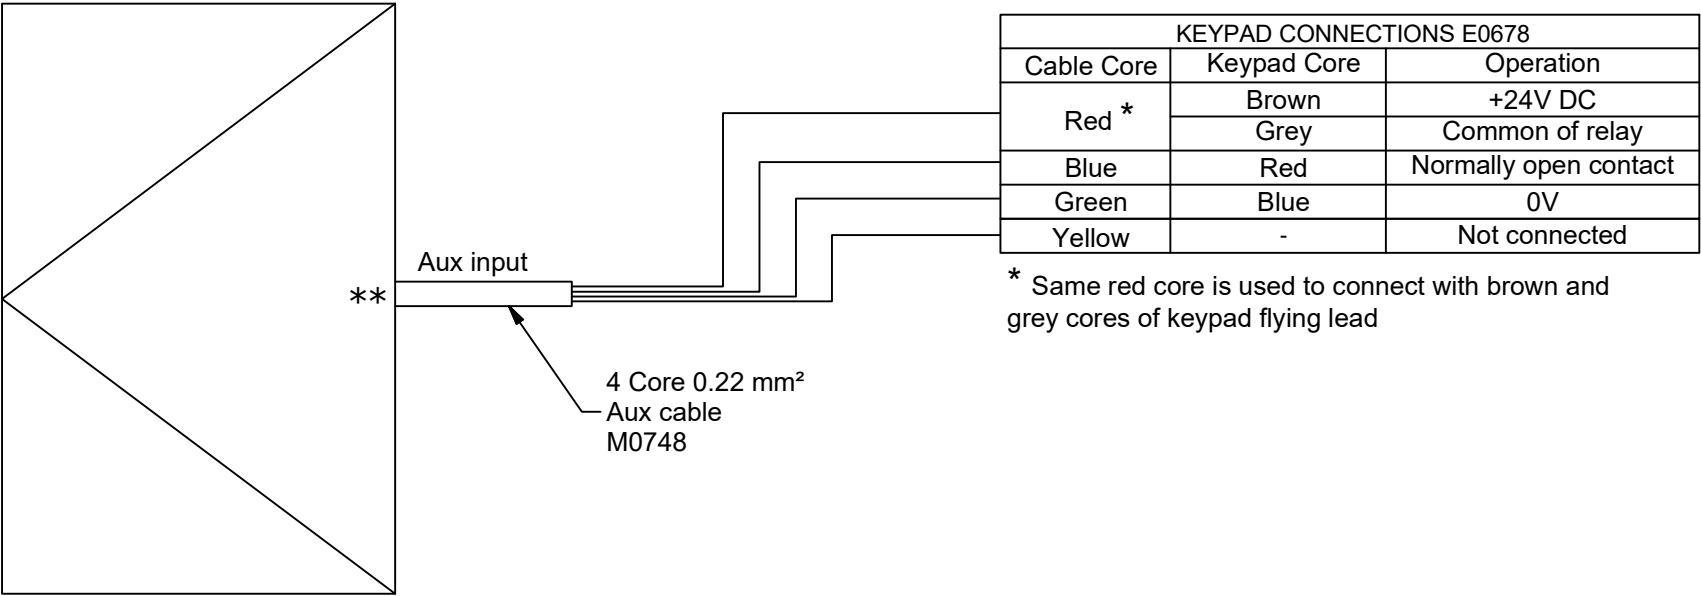 KEYPAD CONNECTIONS E0678
Cable Core Keypad Core Operation
Red * Brown +24V DC
Grey Common of relay
Blue Red Normally open contact
Green Blue 0V
Yellow - Not connected
* Same red core is used to connect with brown and
grey cores of keypad flying lead
Aux input
**
4 Core 0.22 mm²
Aux cable
M0748